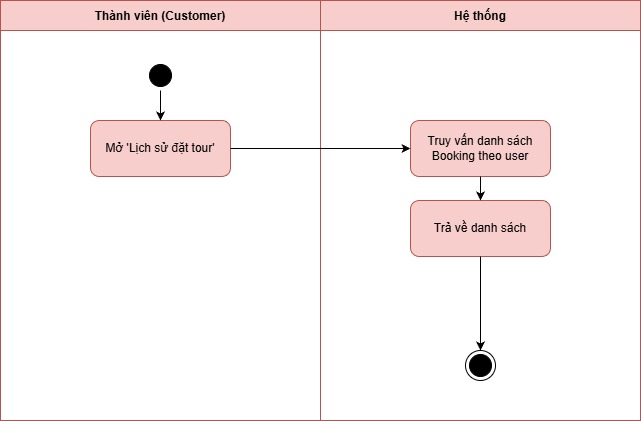 Thành viên (Customer)
Hệ thống
Mở 'Lịch sử đặt tour'
Truy vấn danh sách
Booking theo user
Trả về danh sách